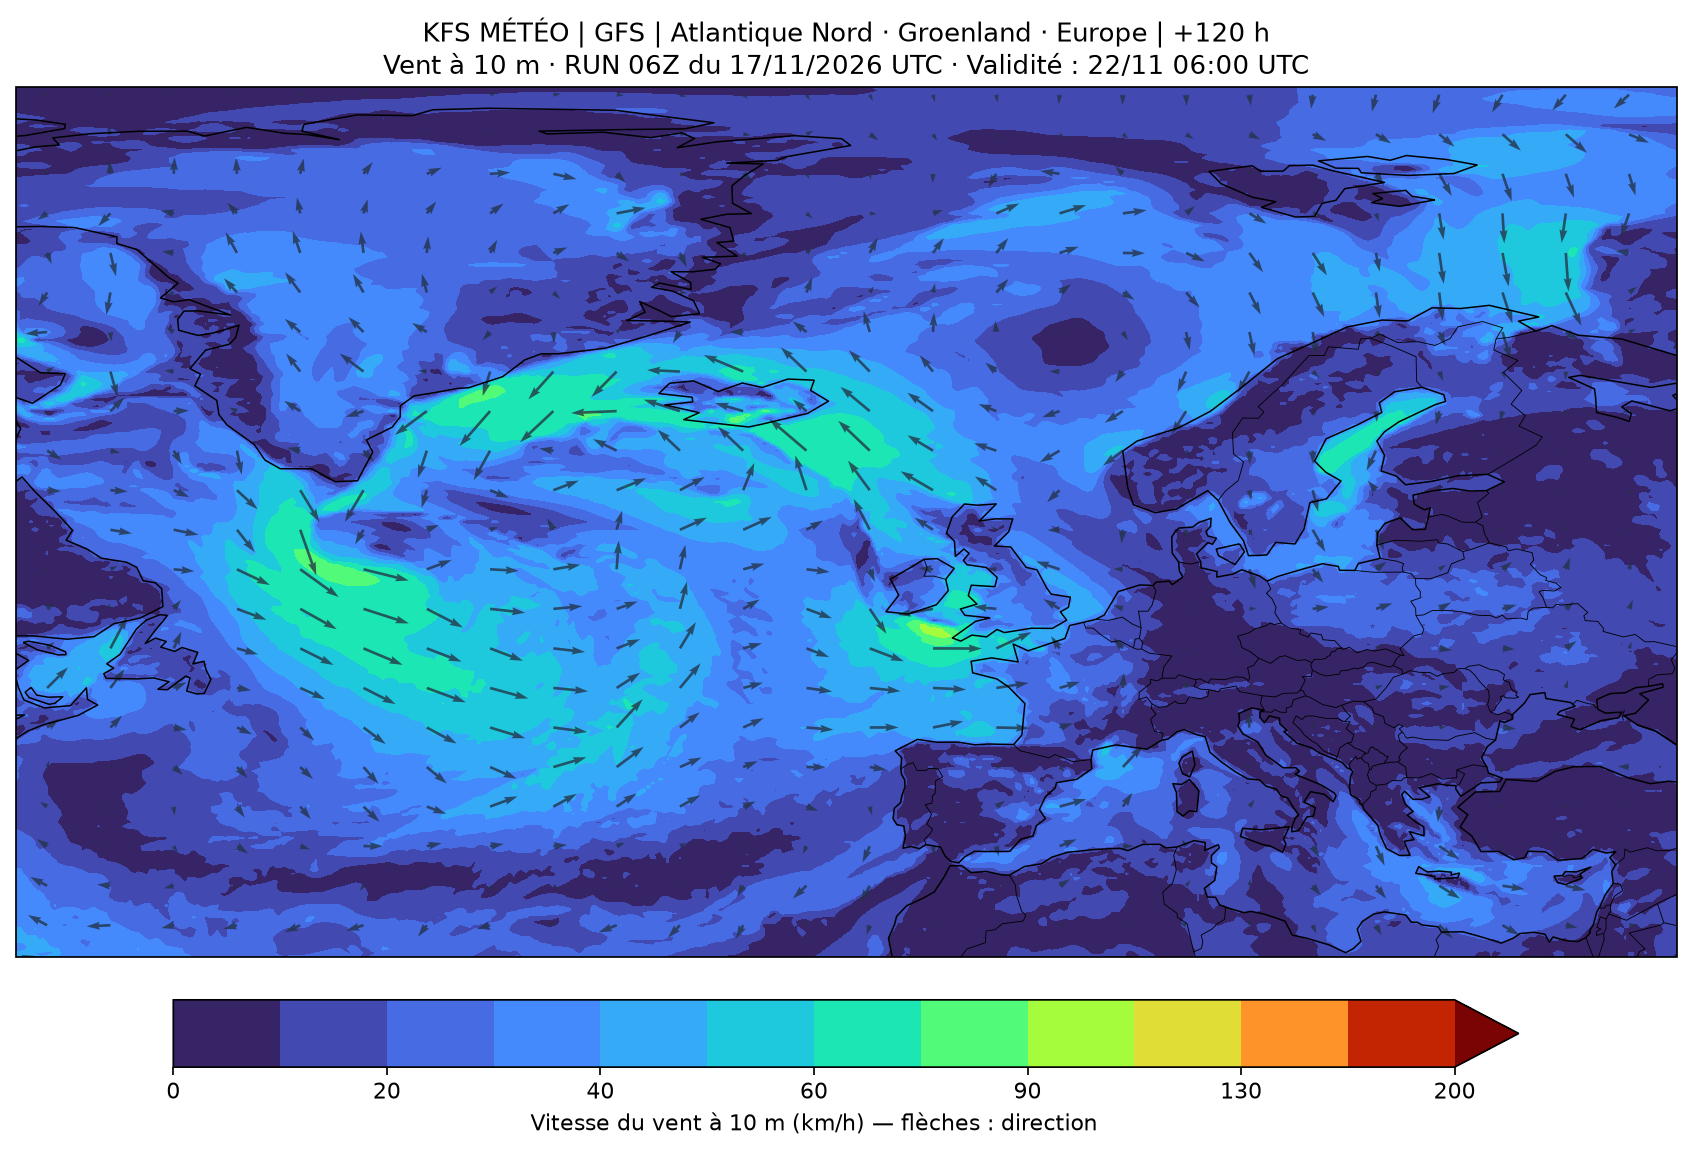 KFS MÉTÉO | GFS | Atlantique Nord · Groenland · Europe | +120 h
Vent à 10 m · RUN 06Z du 17/11/2026 UTC · Validité : 22/11 06:00 UTC
0 20 40 60 90 130 200
Vitesse du vent à 10 m (km/h) — flèches : direction